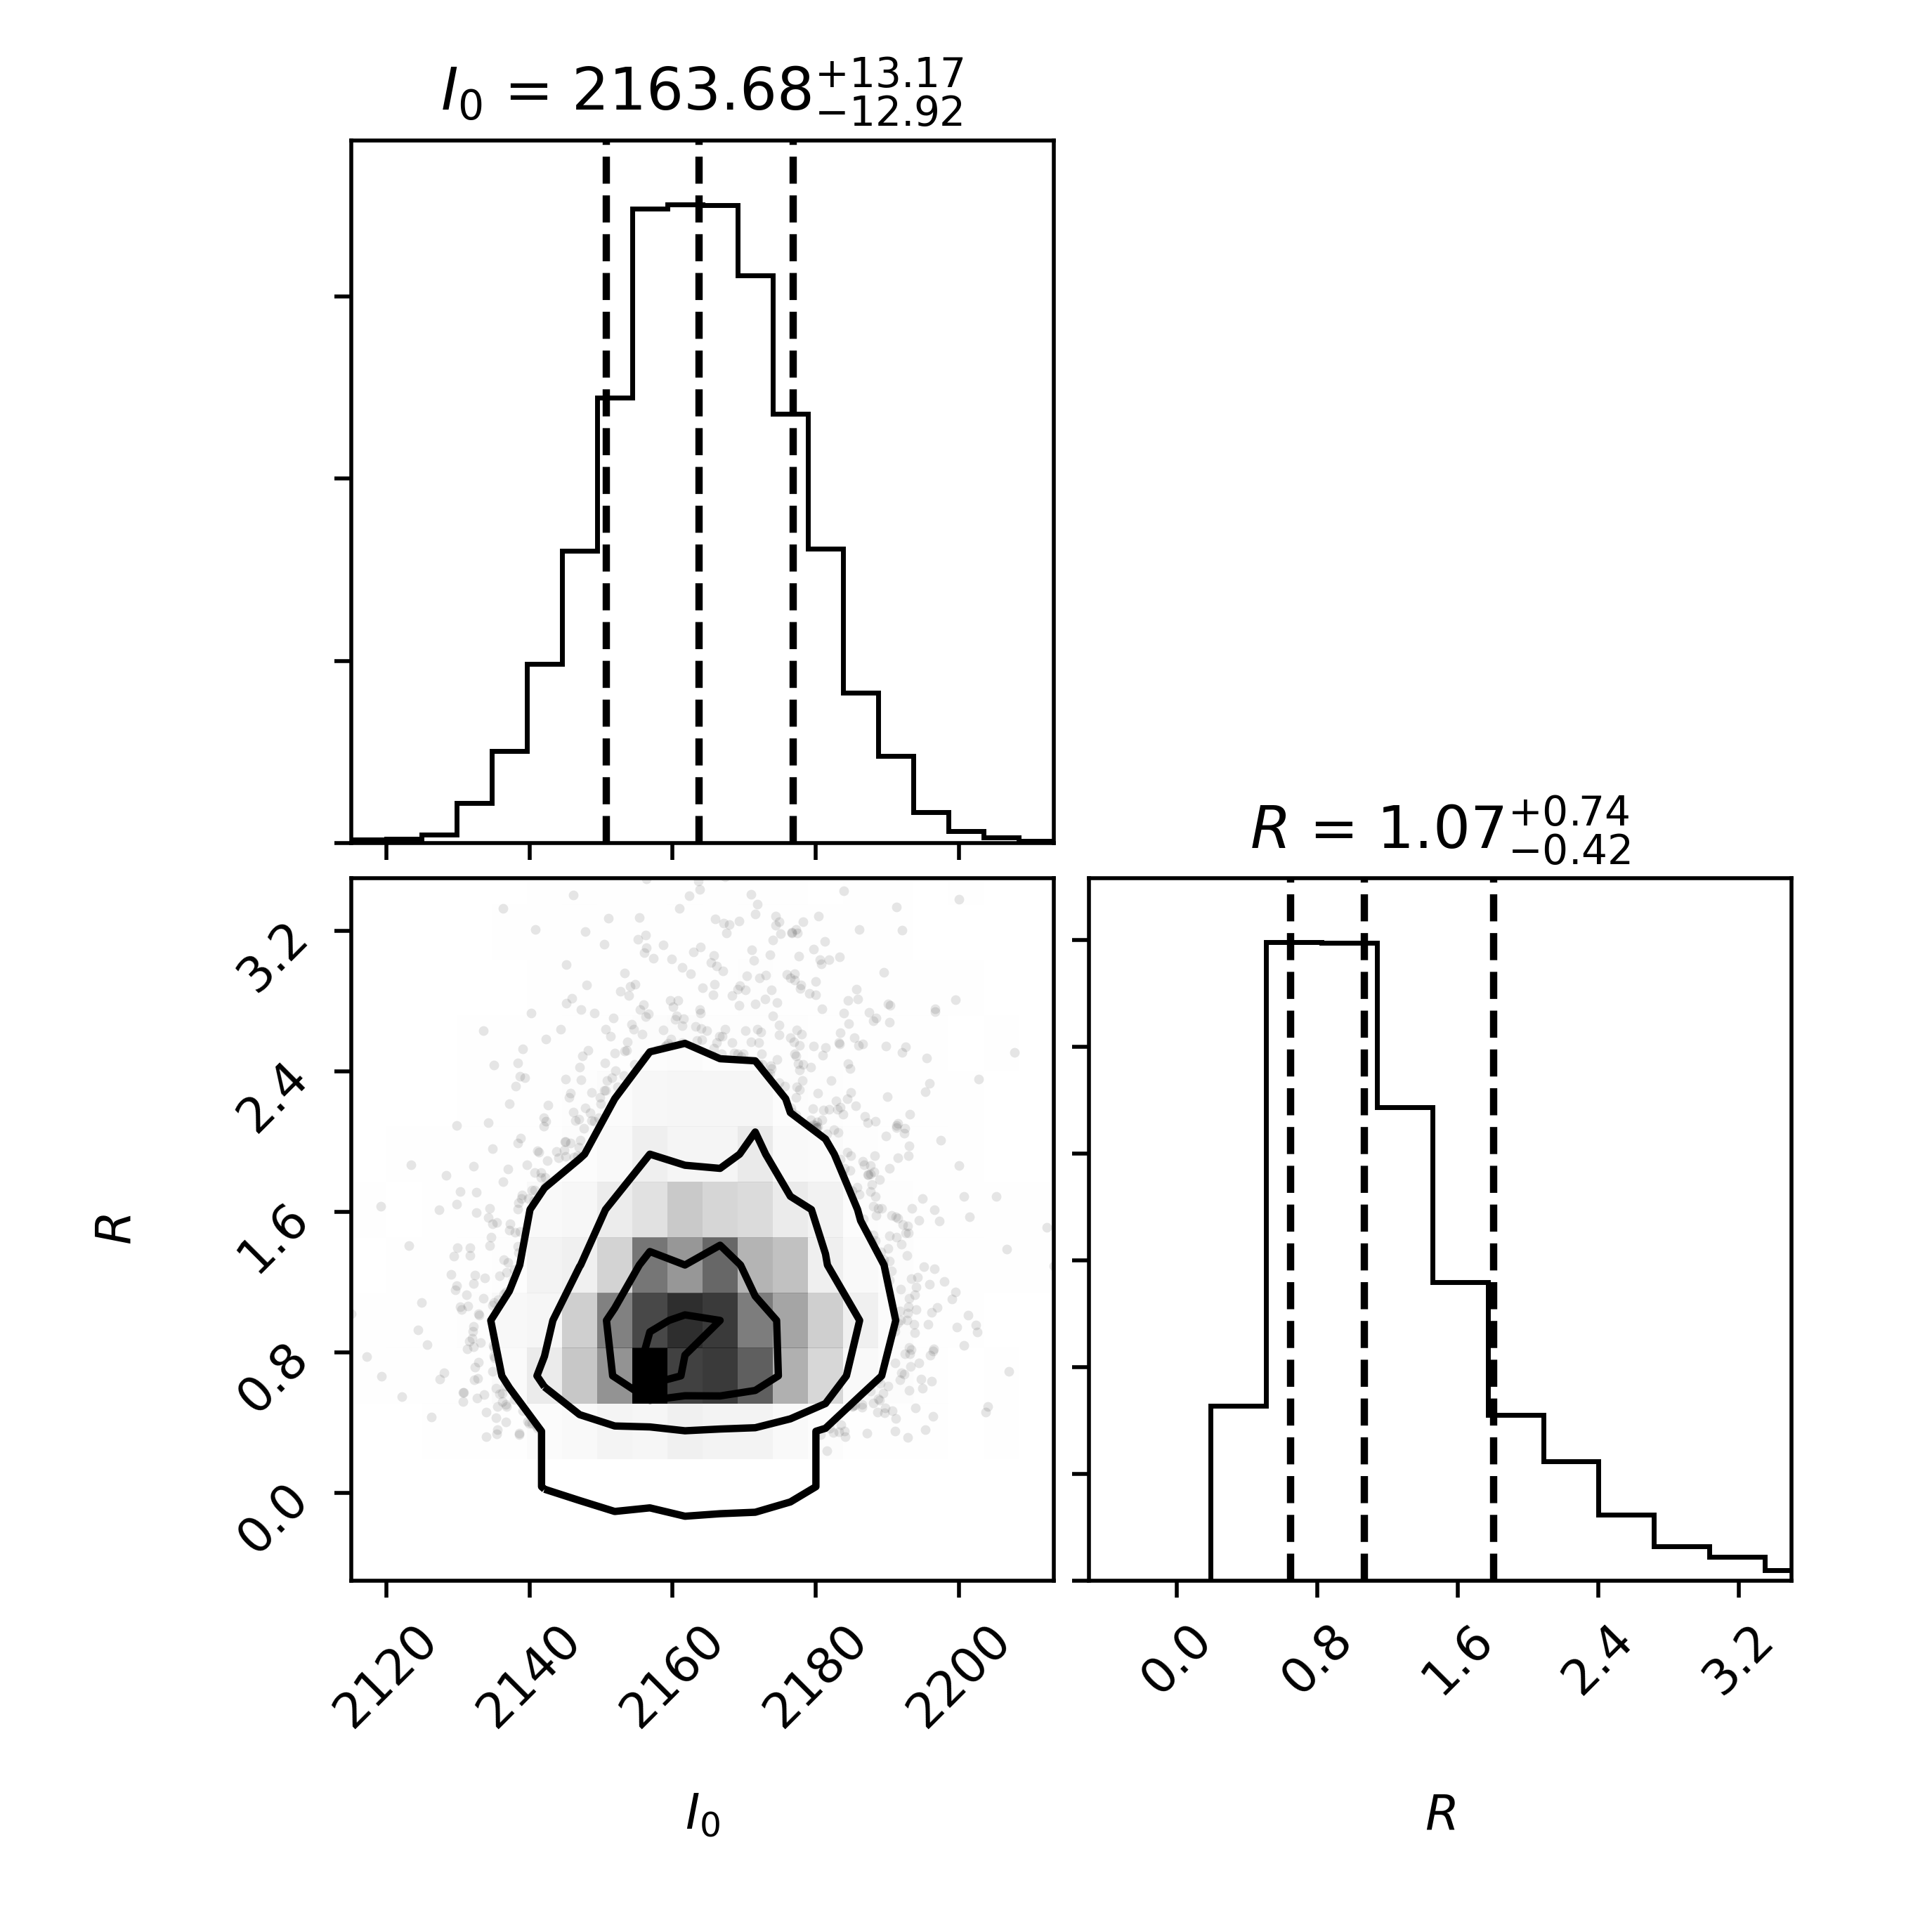 I₀ = 2163.68⁺¹³·¹⁷₋₁₂.₉₂
R = 1.07⁺⁰·⁷⁴₋₀.₄₂
3.2
2.4
1.6
0.8
0.0
R
2120 2140 2160 2180 2200
0.0 0.8 1.6 2.4 3.2
I₀
R